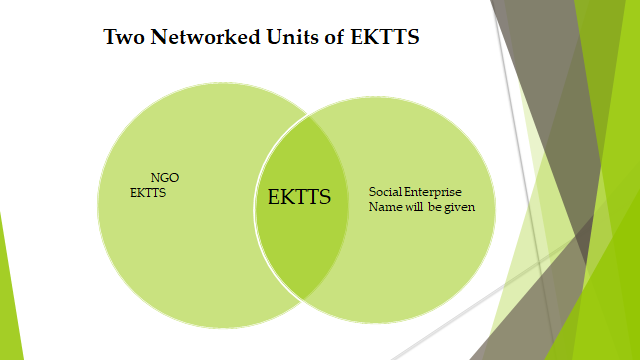 Two Networked Units of EKTTS
NGO
EKTTS
EKTTS
Social Enterprise
Name will be given